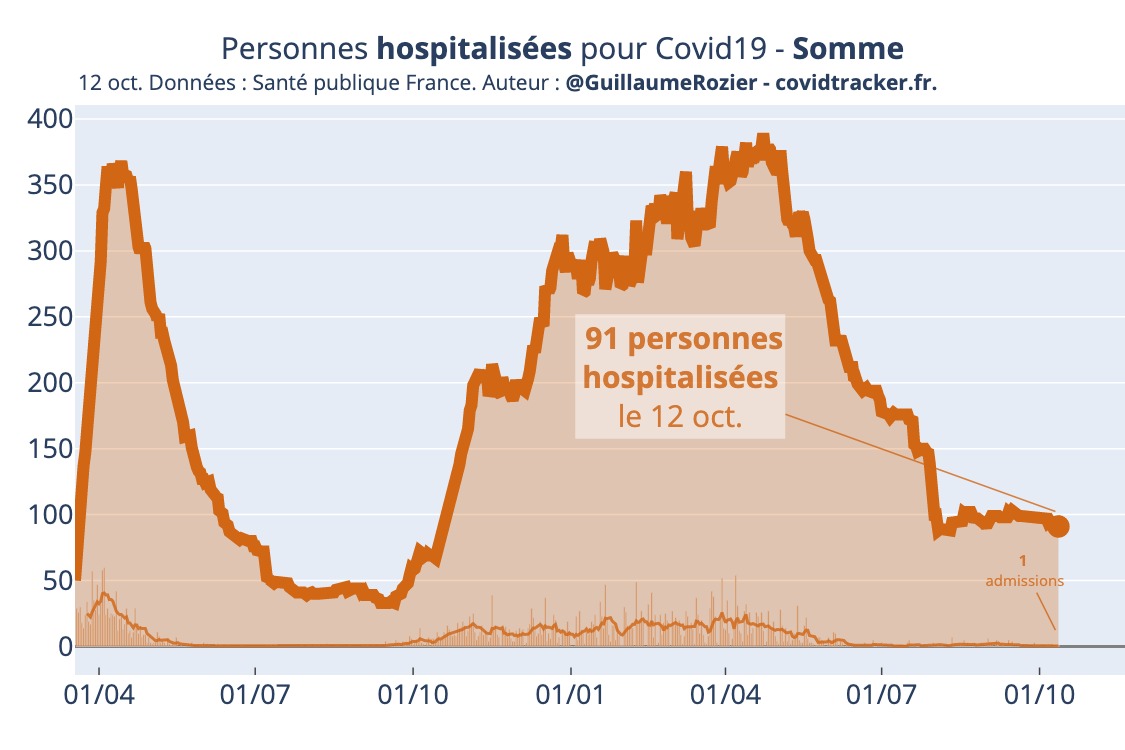 Personnes hospitalisées pour Covid19 - Somme
12 oct. Données : Santé publique France. Auteur : @GuillaumeRozier - covidtracker.fr.
400
350
300
250
200
150
100
50
0
91 personnes
hospitalisées
le 12 oct.
1
admissions
01/04
01/07
01/10
01/01
01/04
01/07
01/10